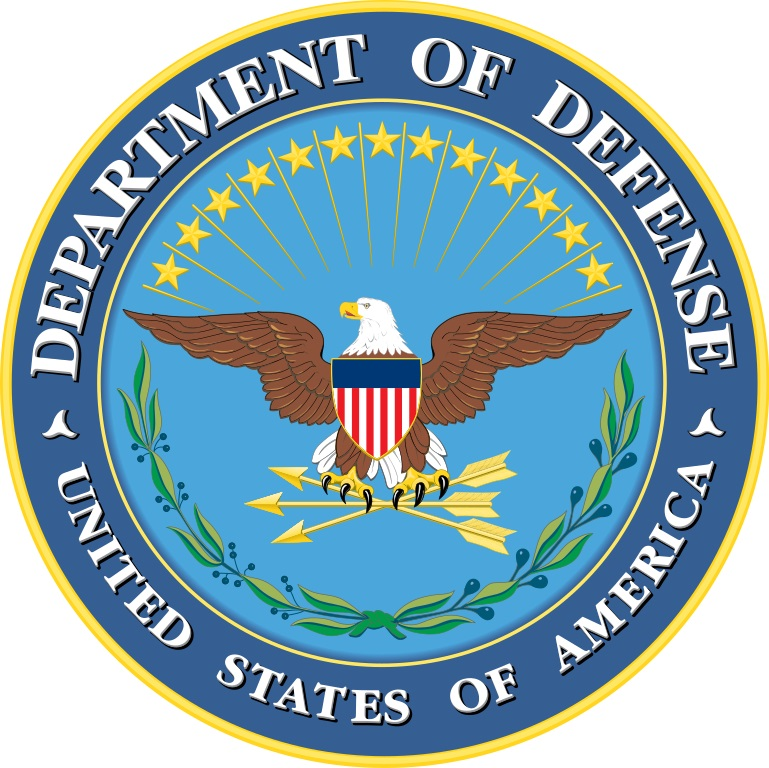 DEPARTMENT OF DEFENSE
UNITED STATES OF AMERICA